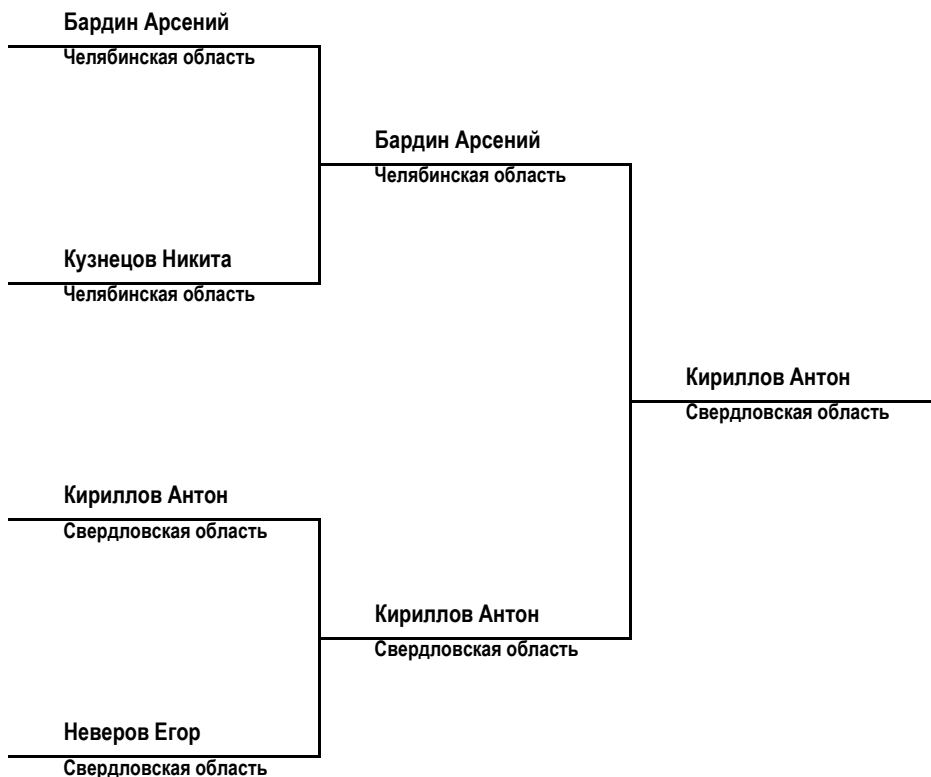 Бардин Арсений
Челябинская область
Бардин Арсений
Челябинская область
Кузнецов Никита
Челябинская область
Кириллов Антон
Свердловская область
Кириллов Антон
Свердловская область
Кириллов Антон
Свердловская область
Неверов Егор
Свердловская область